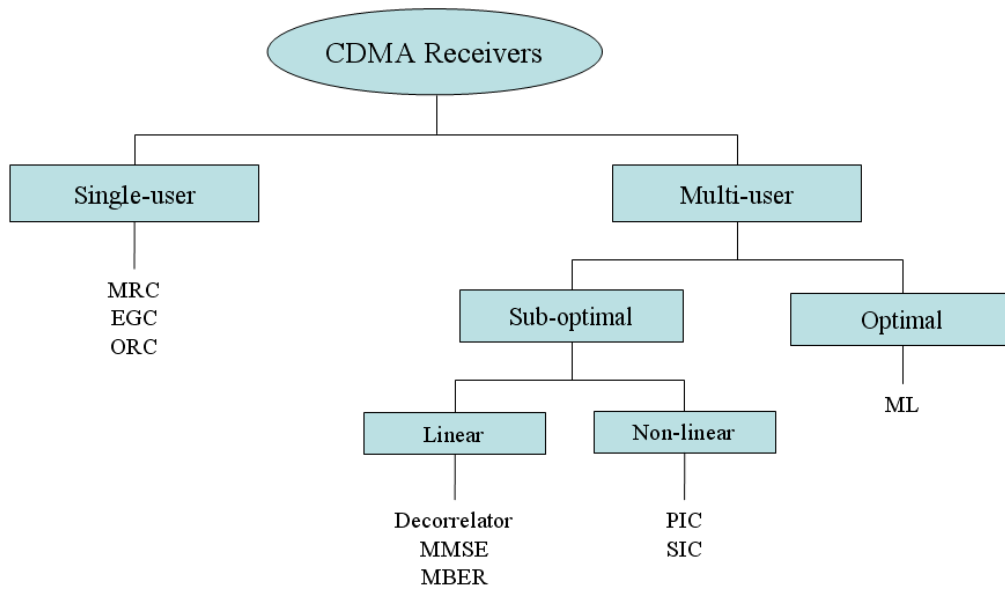 CDMA Receivers
Single-user
Multi-user
MRC
EGC
ORC
Sub-optimal
Optimal
ML
Linear
Non-linear
Decorrelator
MMSE
MBER
PIC
SIC